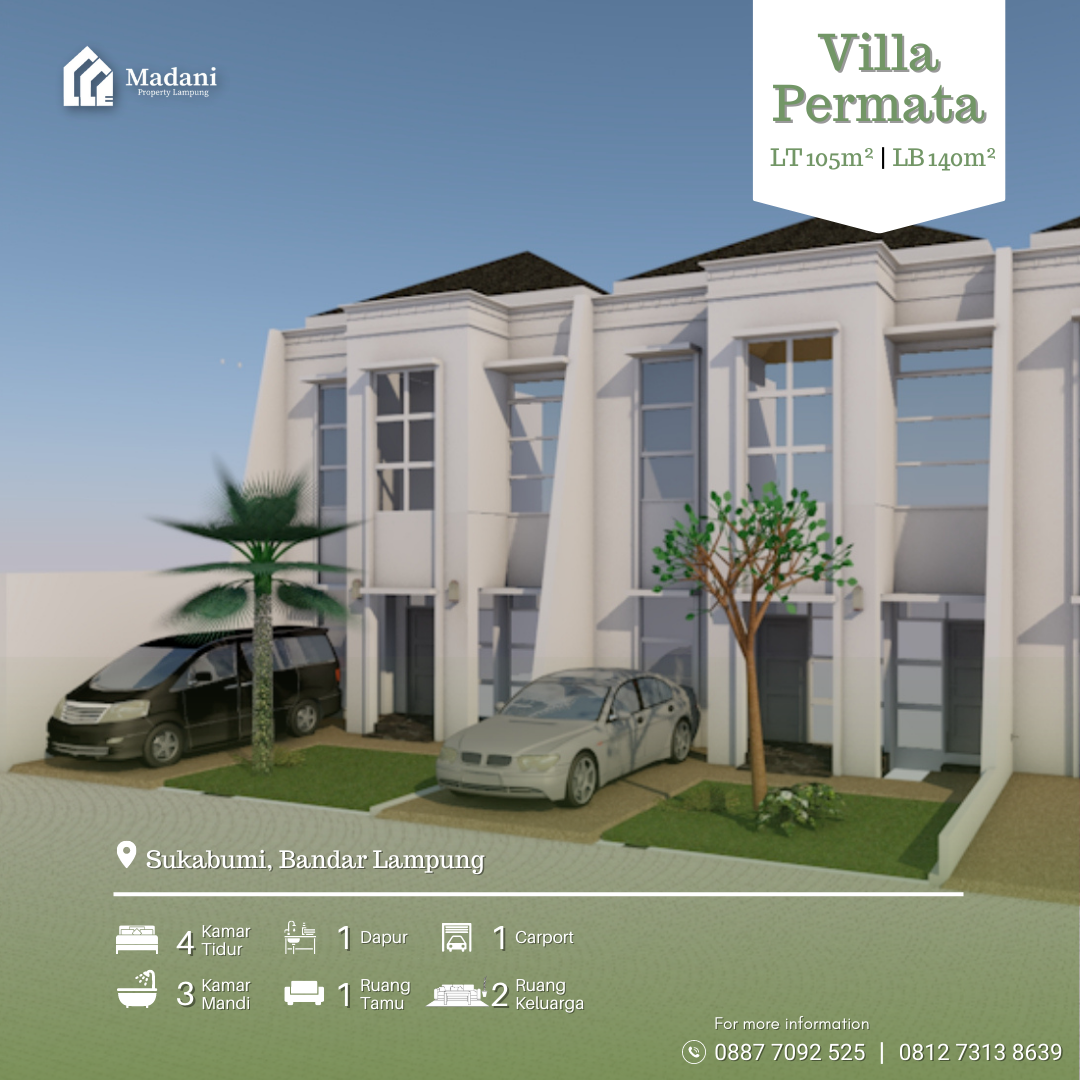 Madani
Property Lampung
Villa
Permata
LT 105m² | LB 140m²
Sukabumi, Bandar Lampung
4 Kamar Tidur
1 Dapur
1 Carport
3 Kamar Mandi
1 Ruang Tamu
2 Ruang Keluarga
For more information
0887 7092 525 | 0812 7313 8639